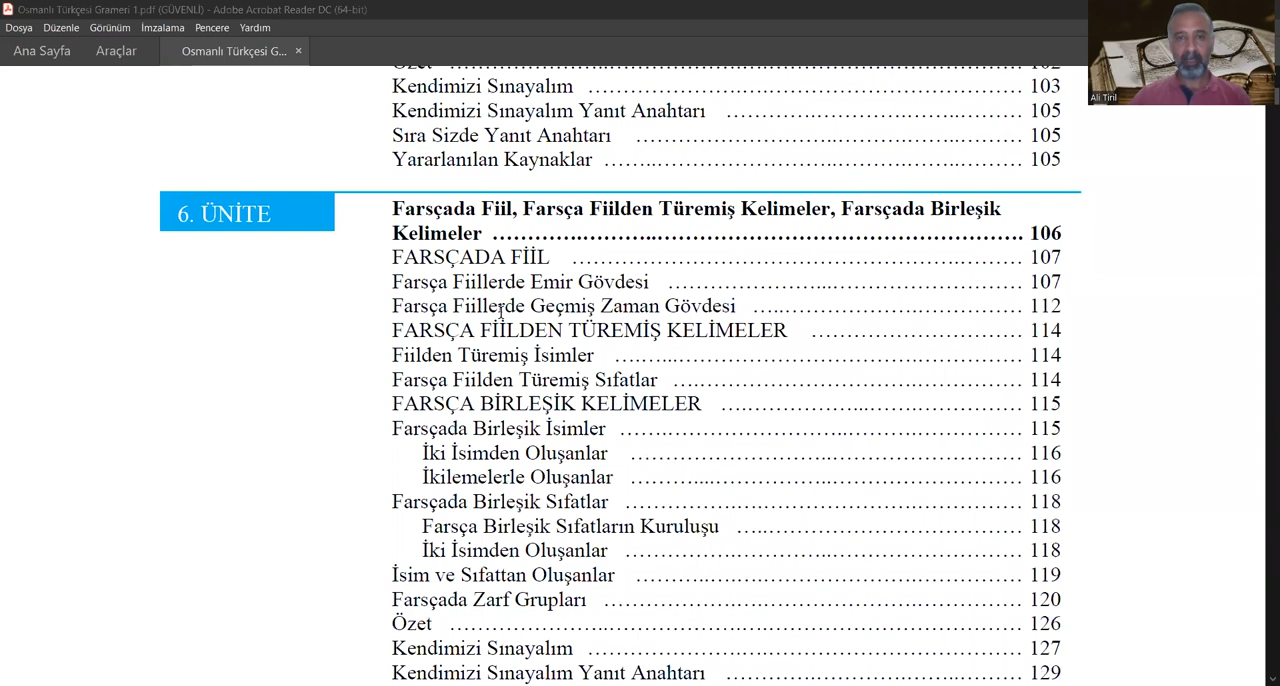 Osmanlı Türkçesi Grameri 1.pdf (GÜVENLİ) - Adobe Acrobat Reader DC (64-bit)
Dosya Düzenle Görünüm İmzalama Pencere Yardım
Ana Sayfa Araçlar Osmanlı Türkçesi G... ×
Ali Tiril
Özet 102
Kendimizi Sınayalım 103
Kendimizi Sınayalım Yanıt Anahtarı 105
Sıra Sizde Yanıt Anahtarı 105
Yararlanılan Kaynaklar 105
6. ÜNİTE
Farsçada Fiil, Farsça Fiilden Türemiş Kelimeler, Farsçada Birleşik
Kelimeler 106
FARSÇADA FİİL 107
Farsça Fiillerde Emir Gövdesi 107
Farsça Fiillerde Geçmiş Zaman Gövdesi 112
FARSÇA FİİLDEN TÜREMİŞ KELİMELER 114
Fiilden Türemiş İsimler 114
Farsça Fiilden Türemiş Sıfatlar 114
FARSÇA BİRLEŞİK KELİMELER 115
Farsçada Birleşik İsimler 115
İki İsimden Oluşanlar 116
İkilemelerle Oluşanlar 116
Farsçada Birleşik Sıfatlar 118
Farsça Birleşik Sıfatların Kuruluşu 118
İki İsimden Oluşanlar 118
İsim ve Sıfattan Oluşanlar 119
Farsçada Zarf Grupları 120
Özet 126
Kendimizi Sınayalım 127
Kendimizi Sınayalım Yanıt Anahtarı 129